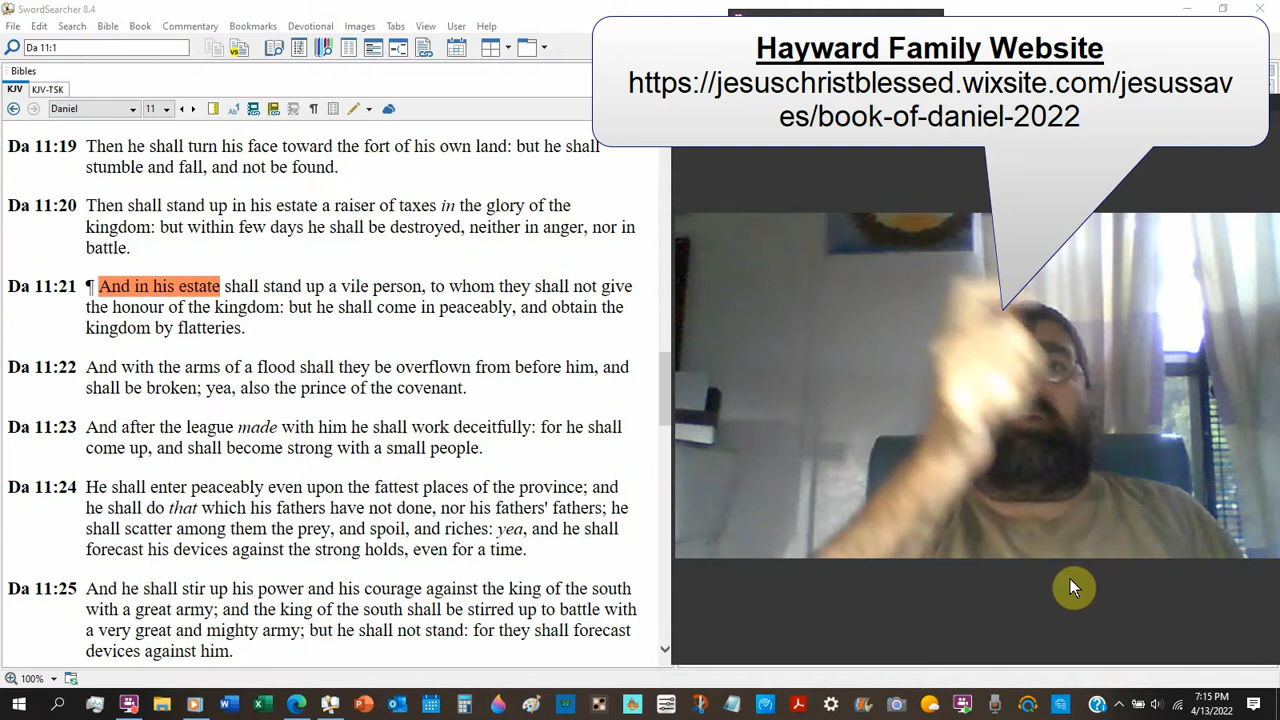 SwordSearcher 8.4
File Edit Search Bible Book Commentary Bookmarks Devotional Images Tabs View User Help
Da 11:1
Bibles
KJV KJV-TSK
Daniel 11
Da 11:19 Then he shall turn his face toward the fort of his own land: but he shall
stumble and fall, and not be found.
Da 11:20 Then shall stand up in his estate a raiser of taxes in the glory of the
kingdom: but within few days he shall be destroyed, neither in anger, nor in
battle.
Da 11:21 ¶ And in his estate shall stand up a vile person, to whom they shall not give
the honour of the kingdom: but he shall come in peaceably, and obtain the
kingdom by flatteries.
Da 11:22 And with the arms of a flood shall they be overflown from before him, and
shall be broken; yea, also the prince of the covenant.
Da 11:23 And after the league made with him he shall work deceitfully: for he shall
come up, and shall become strong with a small people.
Da 11:24 He shall enter peaceably even upon the fattest places of the province; and
he shall do that which his fathers have not done, nor his fathers' fathers; he
shall scatter among them the prey, and spoil, and riches: yea, and he shall
forecast his devices against the strong holds, even for a time.
Da 11:25 And he shall stir up his power and his courage against the king of the south
with a great army; and the king of the south shall be stirred up to battle with
a very great and mighty army; but he shall not stand: for they shall forecast
devices against him.
100%
Hayward Family Website
https://jesuschristblessed.wixsite.com/jesussav
es/book-of-daniel-2022
7:15 PM
4/13/2022